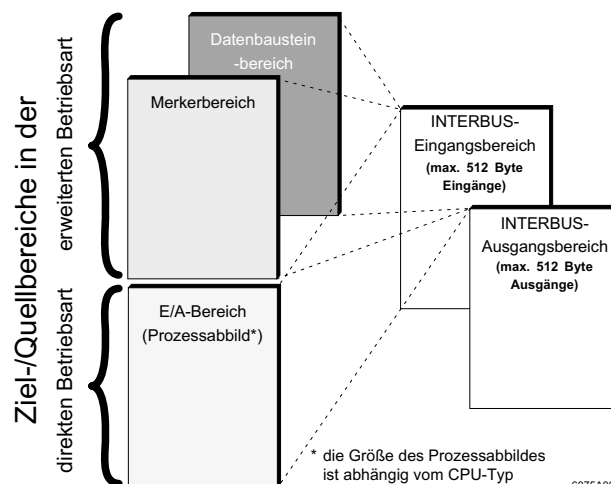 Ziel-/Quellbereiche in der
erweiterten Betriebsart
direkten Betriebsart
Datenbaustein
-bereich
Merkerbereich
E/A-Bereich
(Prozessabbild*)
INTERBUS-
Eingangsbereich
(max. 512 Byte
Eingänge)
INTERBUS-
Ausgangsbereich
(max. 512 Byte
Ausgänge)
* die Größe des Prozessabbildes
ist abhängig vom CPU-Typ